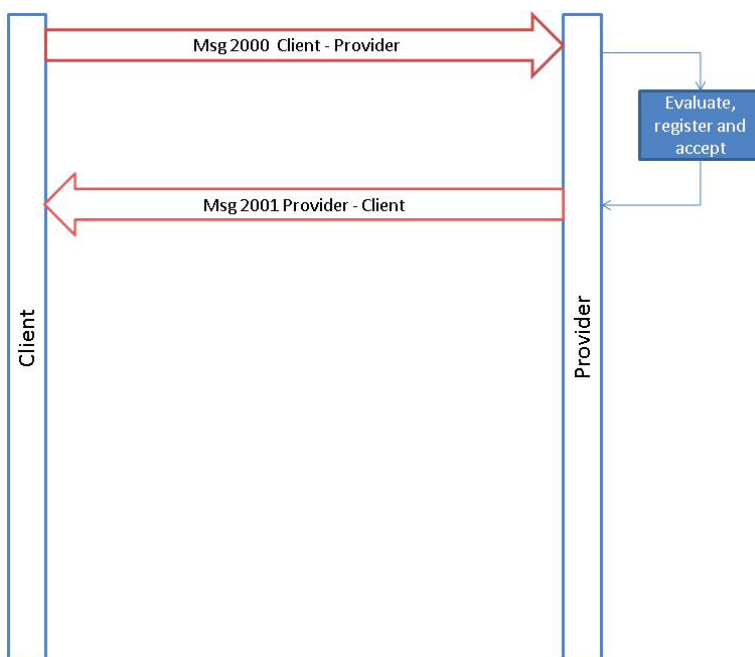 Msg 2000  Client - Provider
Evaluate,
register and
accept
Msg 2001 Provider - Client
Client
Provider